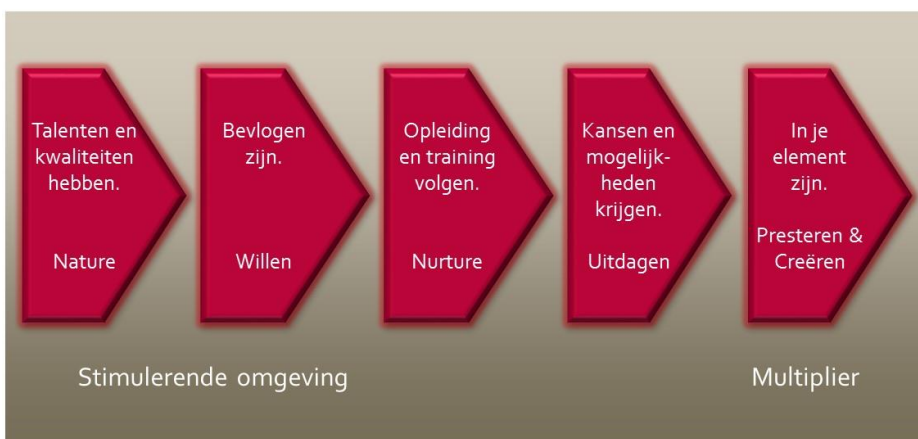 Talenten en
kwaliteiten
hebben.
Nature
Bevlogen
zijn.
Willen
Opleiding
en training
volgen.
Nurture
Kansen en
mogelijk-
heden
krijgen.
Uitdagen
In je
element
zijn.
Presteren &
Creëren
Stimulerende omgeving
Multiplier